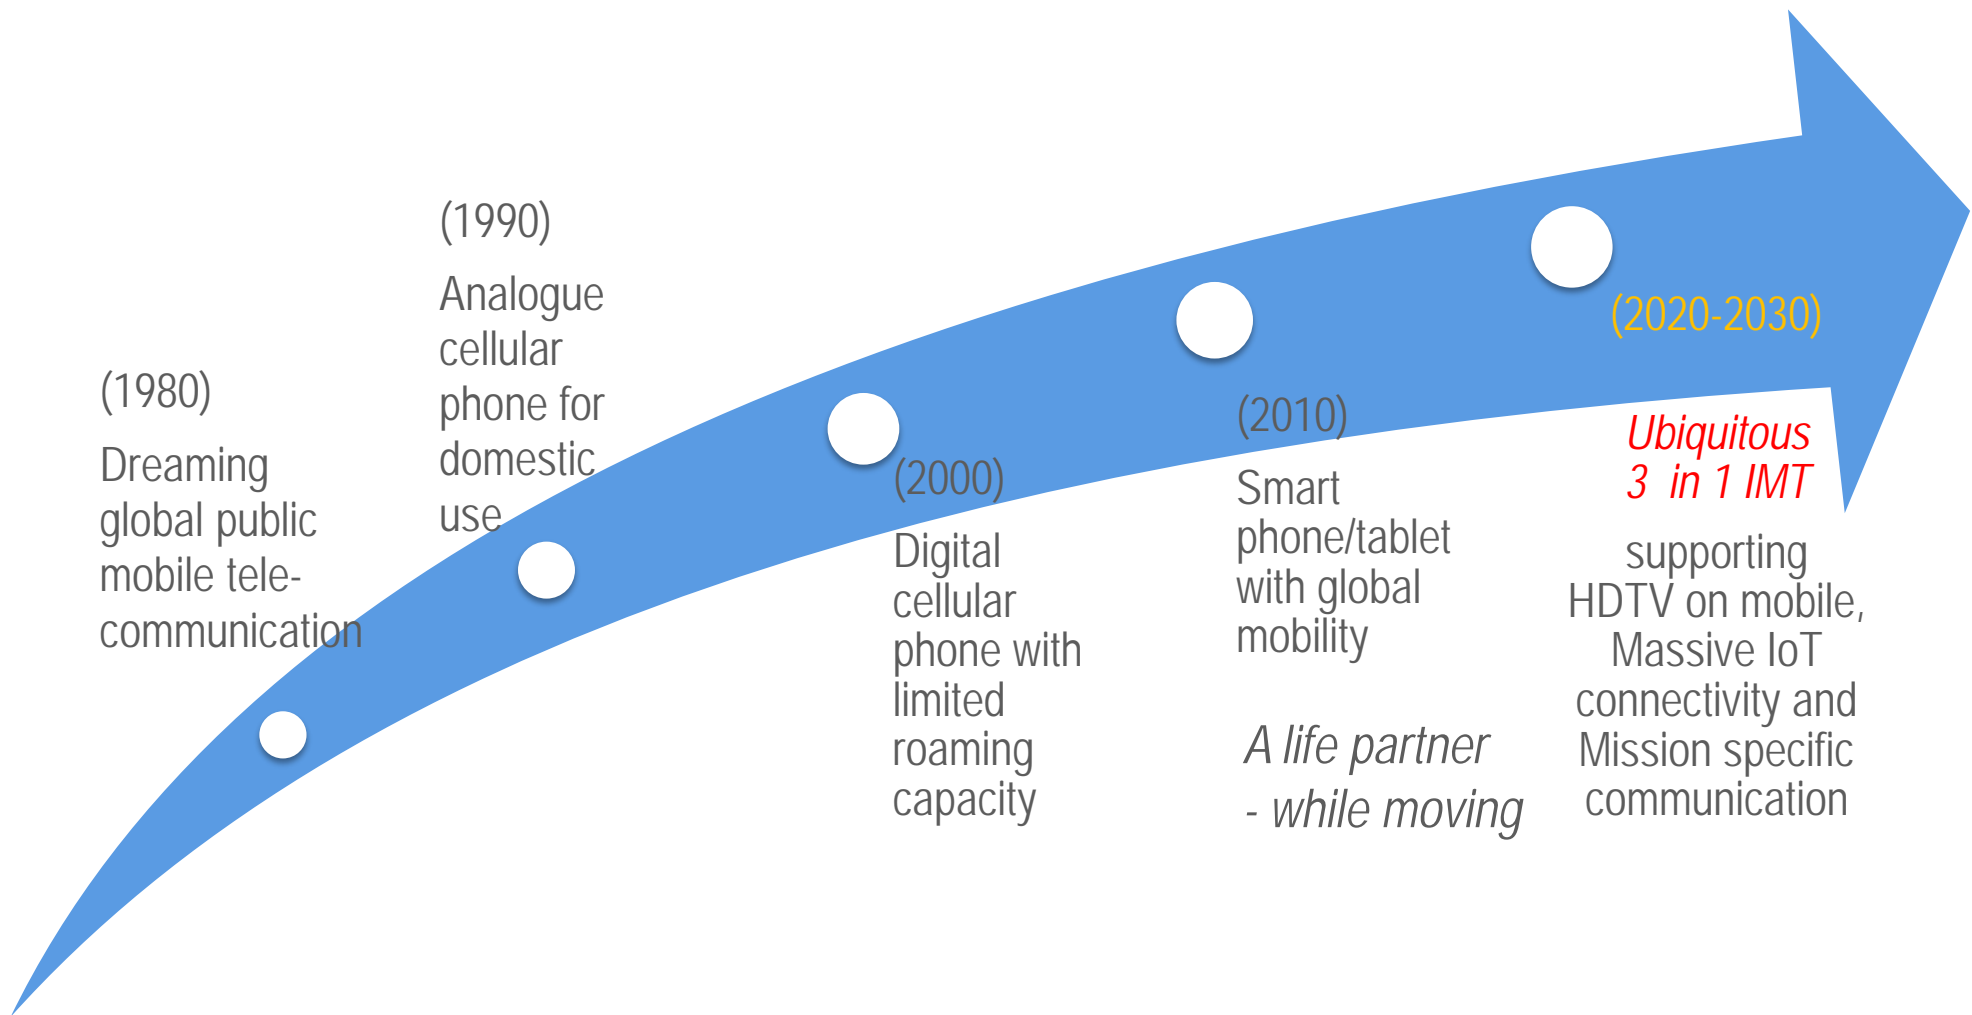 (1980)
Dreaming
global public
mobile tele-
communication
(1990)
Analogue
cellular
phone for
domestic
use
(2000)
Digital
cellular
phone with
limited
roaming
capacity
(2010)
Smart
phone/tablet
with global
mobility
A life partner
- while moving
(2020-2030)
Ubiquitous
3 in 1 IMT
supporting
HDTV on mobile,
Massive IoT
connectivity and
Mission specific
communication